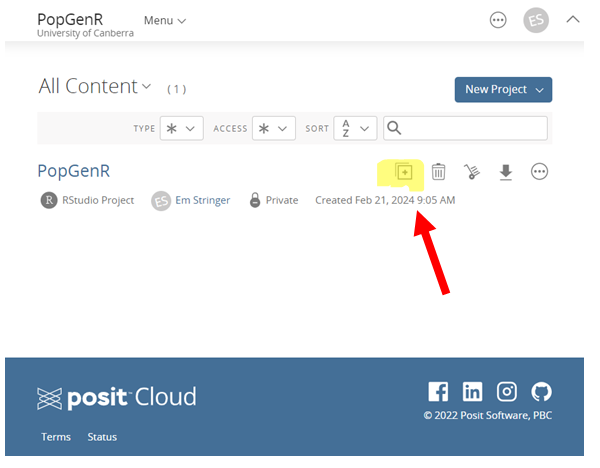 PopGenR
University of Canberra
Menu
ES
All Content
( 1 )
New Project
TYPE
ACCESS
SORT
A
Z
PopGenR
R
RStudio Project
ES
Em Stringer
Private
Created Feb 21, 2024 9:05 AM
posit Cloud
© 2022 Posit Software, PBC
Terms
Status